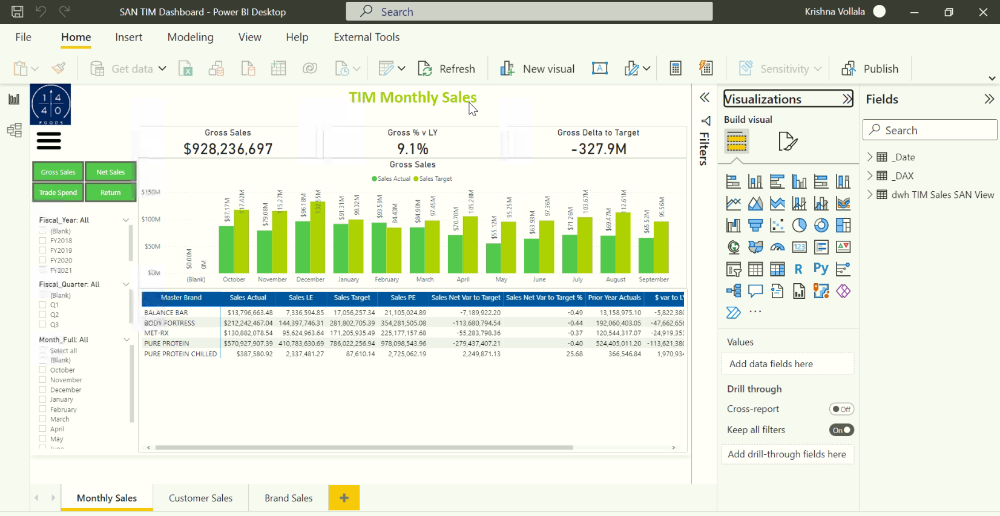 SAN TIM Dashboard - Power BI Desktop
Search
Krishna Vollala
File Home Insert Modeling View Help External Tools
Get data Refresh New visual Sensitivity Publish
1 4
4 0
FOODS
TIM Monthly Sales
Gross Sales
$928,236,697
Gross % v LY
9.1%
Gross Delta to Target
-327.9M
Gross Sales Net Sales
Trade Spend Return
Fiscal_Year: All
(Blank)
FY2018
FY2019
FY2020
FY2021
Fiscal_Quarter: All
(Blank)
Q1
Q2
Q3
Month_Full: All
Select all
(Blank)
October
November
December
January
February
March
April
May
June
Gross Sales
Sales Actual Sales Target
$150M
$100M
$50M
$0M
$0.00M 0M
$87.17M 117.42M
$79.08M 115.27M
$96.18M 132.55M
$91.31M 99.32M
$93.59M 84.43M
$84.90M 97.45M
$70.70M 105.28M
$55.12M 95.25M
$63.93M 97.36M
$71.26M 103.67M
$69.47M 112.61M
$65.52M 95.56M
(Blank) October November December January February March April May June July August September
Master Brand Sales Actual Sales LE Sales Target Sales PE Sales Net Var to Target Sales Net Var to Target % Prior Year Actuals $ var to LY
BALANCE BAR $13,796,663.48 7,336,594.85 17,056,257.34 21,105,024.89 -7,189,922.20 -0.49 13,158,975.10 -5,822,380
BODY FORTRESS $212,242,467.04 144,397,746.31 281,802,705.39 354,281,505.08 -113,680,794.54 -0.44 192,060,403.05 -47,662,656
MET-RX $130,882,078.54 95,624,963.64 171,205,935.49 225,177,157.68 -55,283,798.36 -0.37 120,544,317.07 -24,919,353
PURE PROTEIN $570,927,907.39 410,783,630.69 786,022,256.94 978,098,543.96 -279,437,407.21 -0.40 524,405,011.20 -113,621,380
PURE PROTEIN CHILLED $387,580.92 2,337,481.27 87,610.14 2,725,062.19 2,249,871.13 25.68 366,546.84 1,970,934
Filters
Visualizations
Build visual
123
R Py
Values
Add data fields here
Drill through
Cross-report Off
Keep all filters On
Add drill-through fields here
Fields
Search
_Date
_DAX
dwh TIM Sales SAN View
Monthly Sales Customer Sales Brand Sales